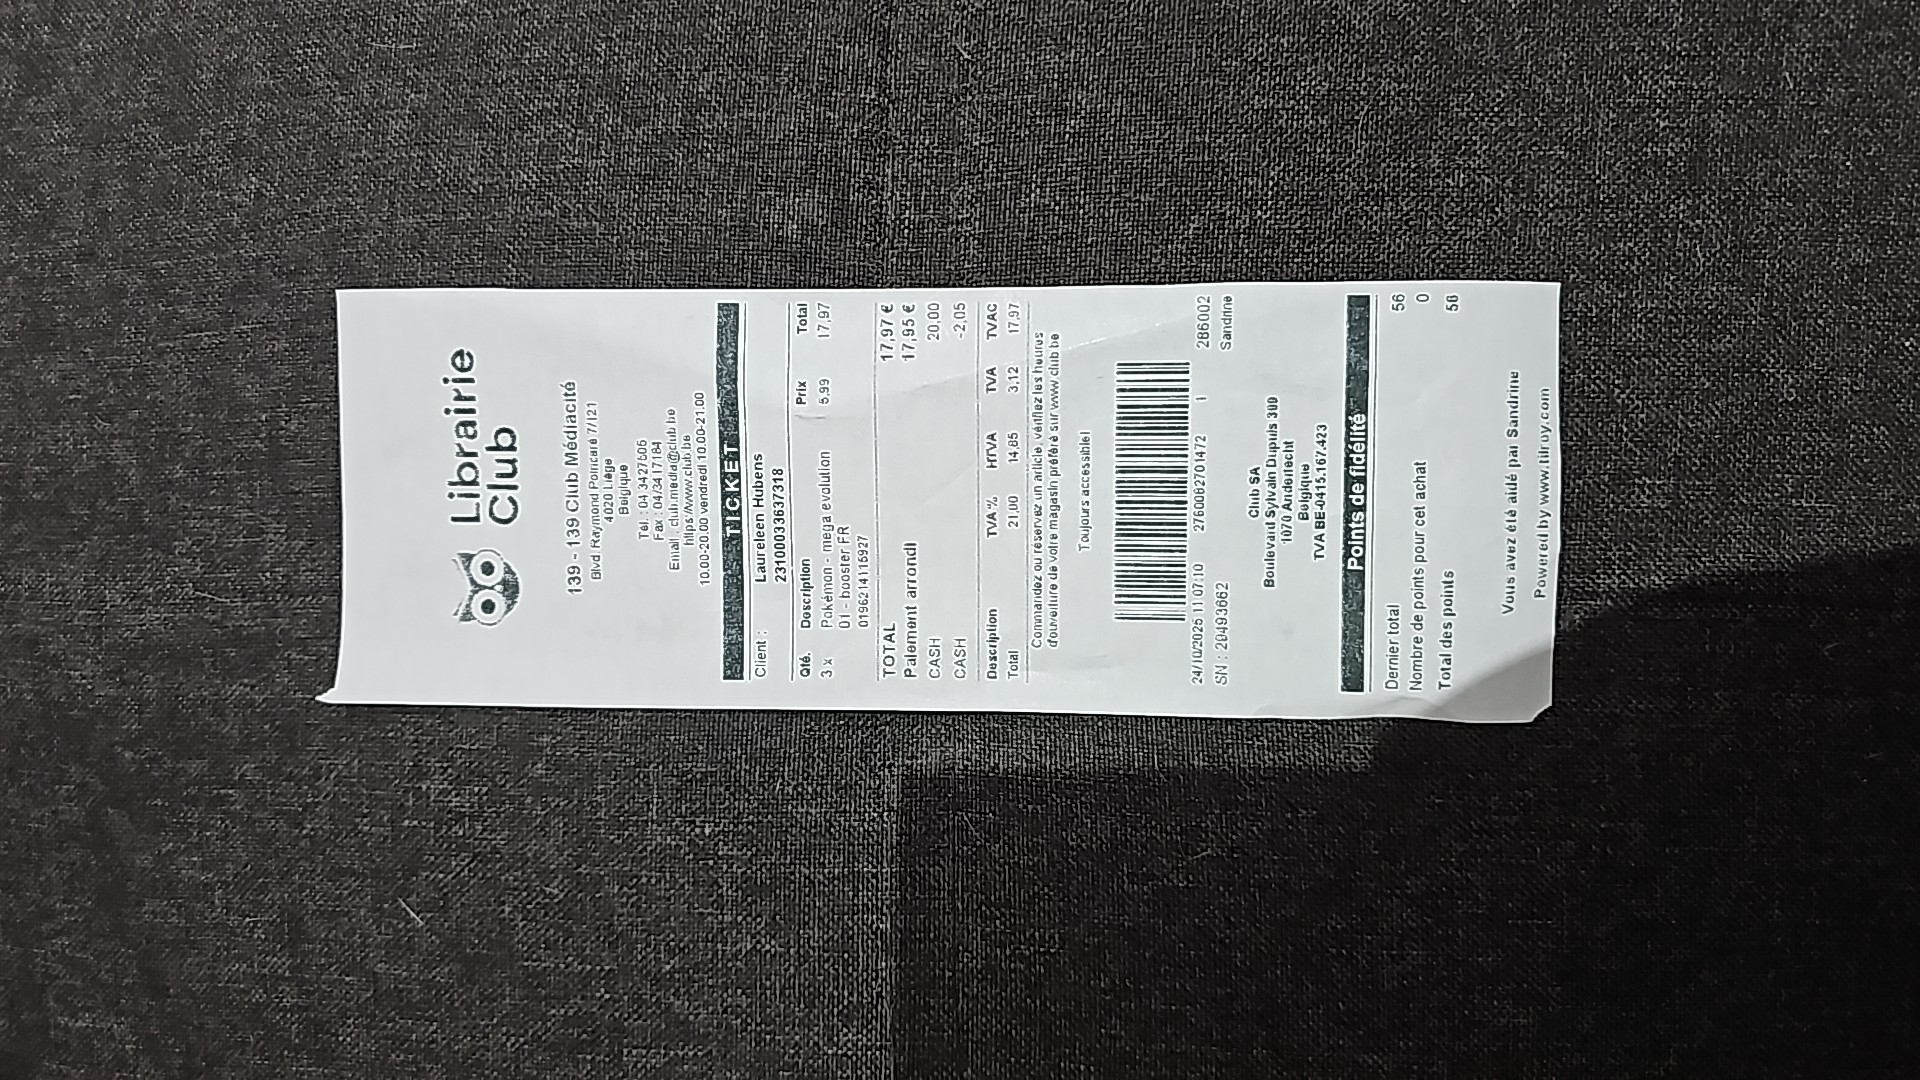 Librairie
Club
139 - 139 Club Médiacité
Blvd Raymond Poincaré 7/121
4020 Liège
Belgique
Tel. : 04 3427505
Fax : 04/3417184
Email : club.media@club.be
https://www.club.be
10.00-20.00 vendredi 10.00-21.00
TICKET
Client : Laureleen Hubens
2310003363731 8
Qté. Description Prix Total
3 x Pokémon - mega evolution 5,99 17,97
01 - booster FR
0196214115927
TOTAL 17,97 €
Paiement arrondi 17,95 €
CASH 20,00
CASH -2,05
Description TVA % HTVA TVA TVAC
Total 21,00 14,85 3,12 17,97
Commandez ou réservez un article, vérifiez les heures
d'ouverture de votre magasin préféré sur www.club.be
Toujours accessible!
24/10/2025 11:07:10 2760062701472 1 286002
SN : 20493662 Sandrine
Club SA
Boulevard Sylvain Dupuis 300
1070 Anderlecht
Belgique
TVA BE-0415.167.423
Points de fidélité
Dernier total 56
Nombre de points pour cet achat 0
Total des points 56
Vous avez été aidé par Sandrine
Powered by www.tilroy.com